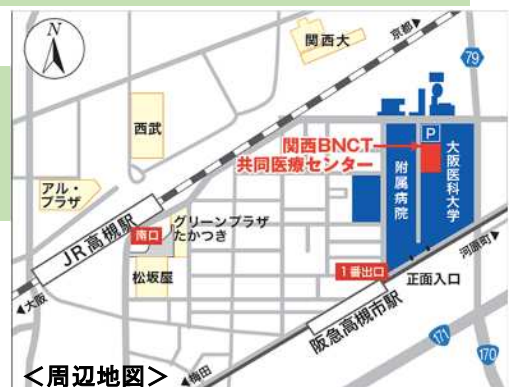 N
関西大
京都▶
79
西武
P
関西BNCT
共同医療センター
大阪医科大学
附属病院
アル・
プラザ
JR高槻駅
南口
グリーンプラザ
たかつき
松坂屋
◀大阪
河原町▶
1番出口
正面入口
阪急高槻市駅
171
170
◀梅田
＜周辺地図＞